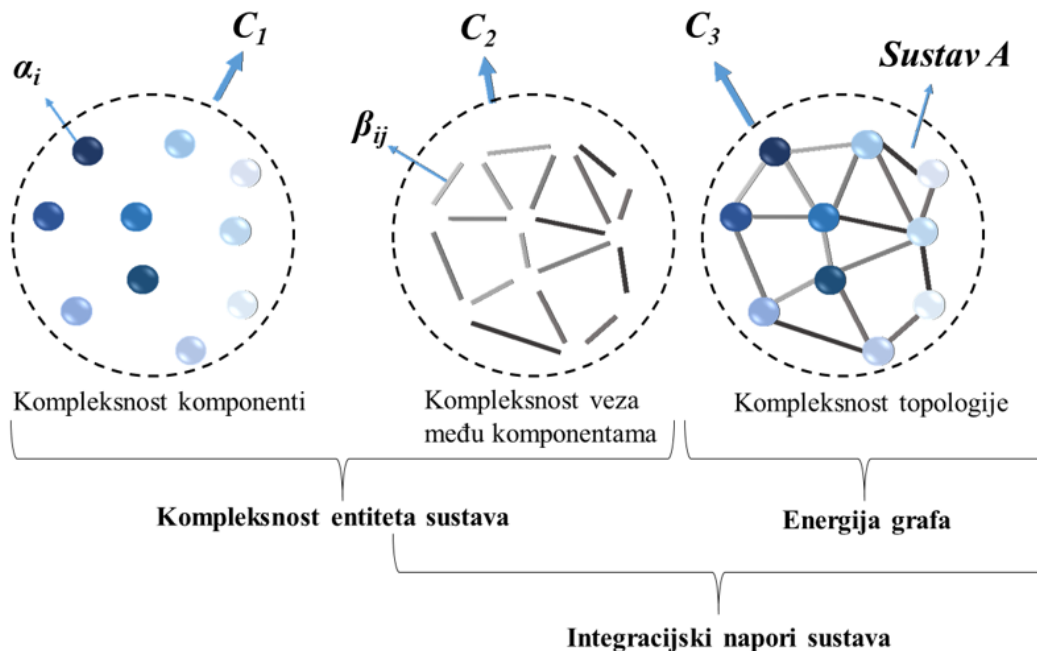 C1
C2
C3
αi
Sustav A
βij
Kompleksnost komponenti
Kompleksnost veza
među komponentama
Kompleksnost topologije
Kompleksnost entiteta sustava
Energija grafa
Integracijski napori sustava